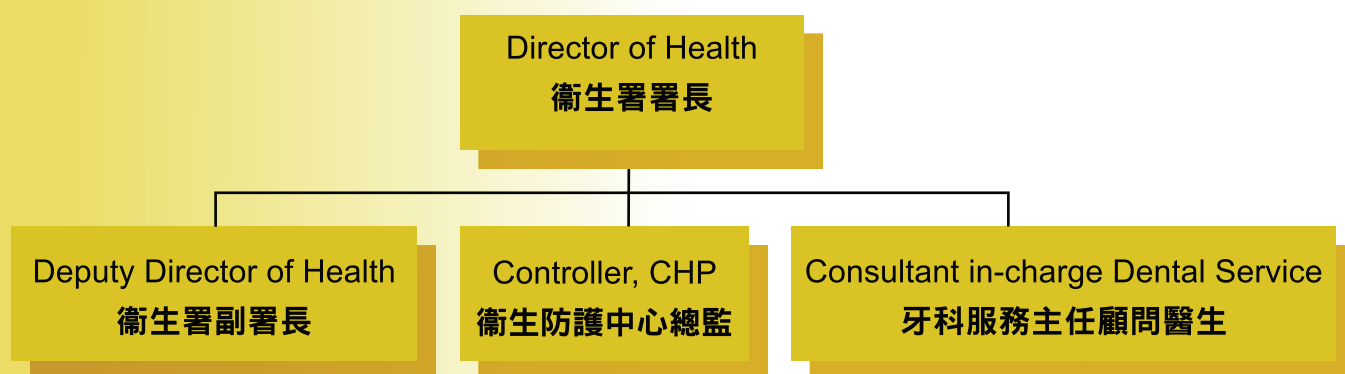 Director of Health
衞生署署長
Deputy Director of Health
衞生署副署長
Controller, CHP
衞生防護中心總監
Consultant in-charge Dental Service
牙科服務主任顧問醫生